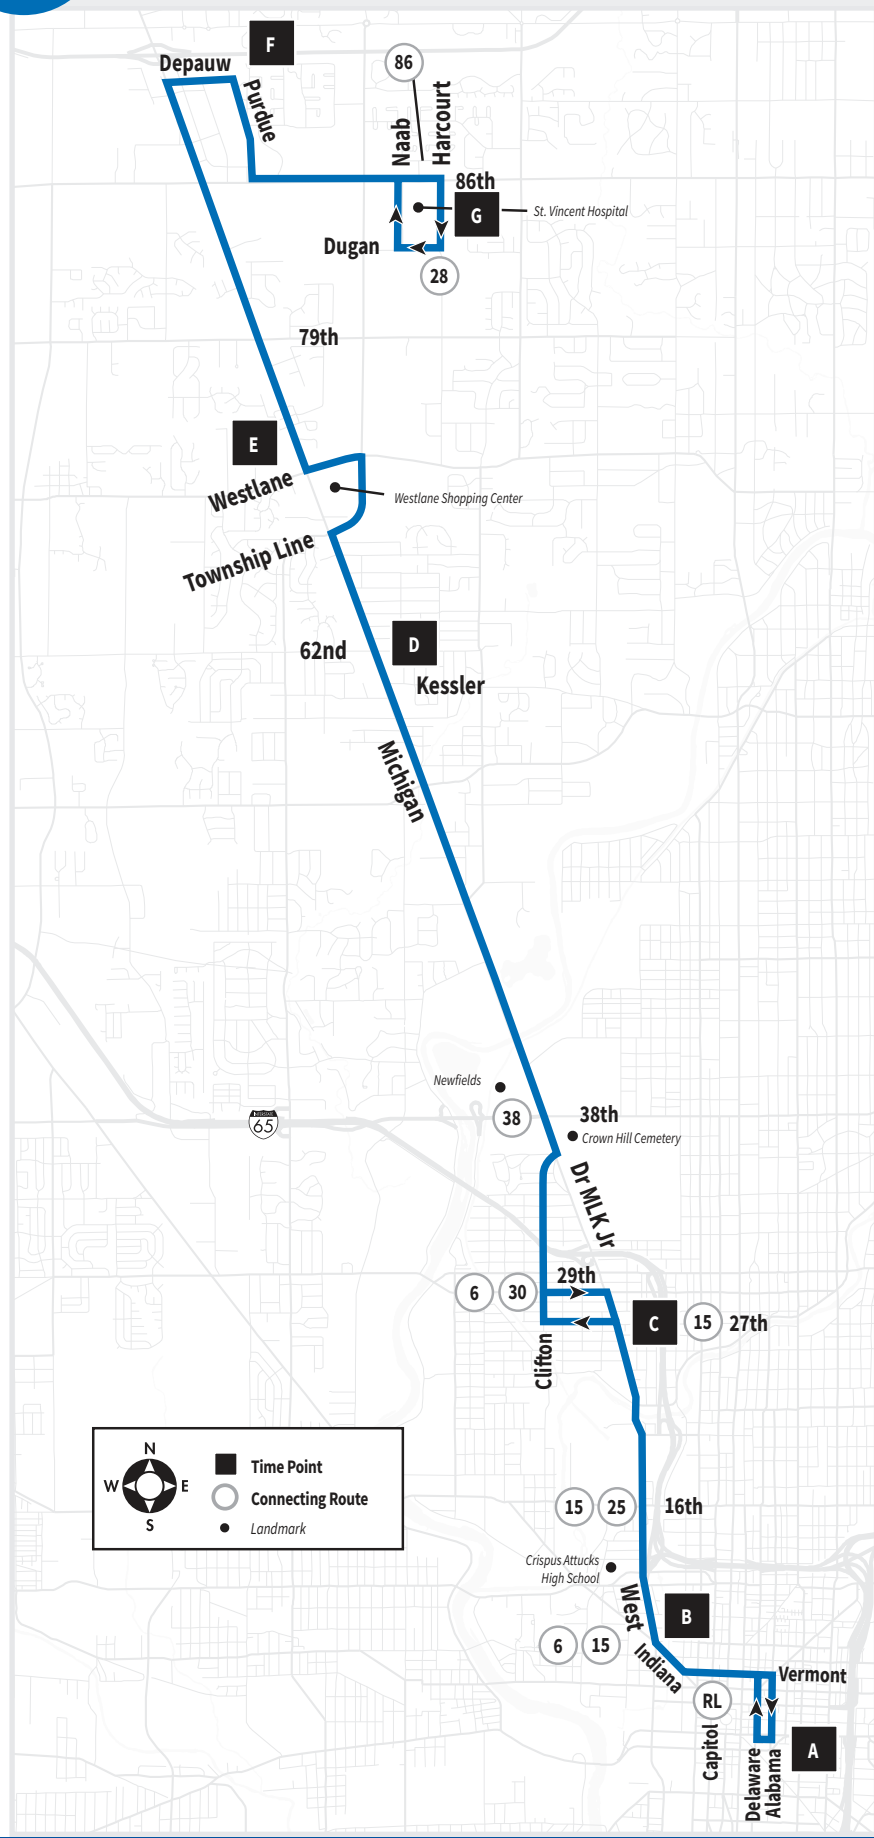 F
Depauw
86
Purdue
Naab
Harcourt
86th
G
St. Vincent Hospital
Dugan
28
79th
E
Westlane
Westlane Shopping Center
Township Line
62nd
D
Kessler
Michigan
Newfields
38
38th
Crown Hill Cemetery
INTERSTATE
65
Dr MLK Jr
29th
6
30
C
15
27th
Clifton
N
W
E
S
Time Point
Connecting Route
Landmark
15
25
16th
Crispus Attucks
High School
West
B
6
15
Indiana
Vermont
RL
Capitol
Delaware
Alabama
A